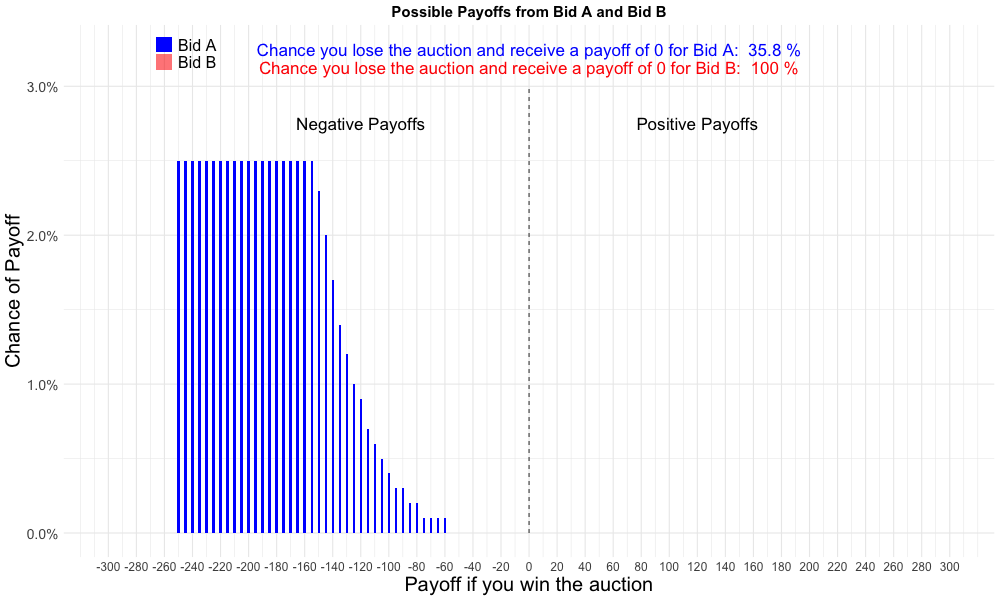 Possible Payoffs from Bid A and Bid B
Bid A
Bid B
Chance you lose the auction and receive a payoff of 0 for Bid A:  35.8 %
Chance you lose the auction and receive a payoff of 0 for Bid B:  100 %
Negative Payoffs
Positive Payoffs
Chance of Payoff
3.0%
2.0%
1.0%
0.0%
-300 -280 -260 -240 -220 -200 -180 -160 -140 -120 -100 -80 -60 -40 -20 0 20 40 60 80 100 120 140 160 180 200 220 240 260 280 300
Payoff if you win the auction